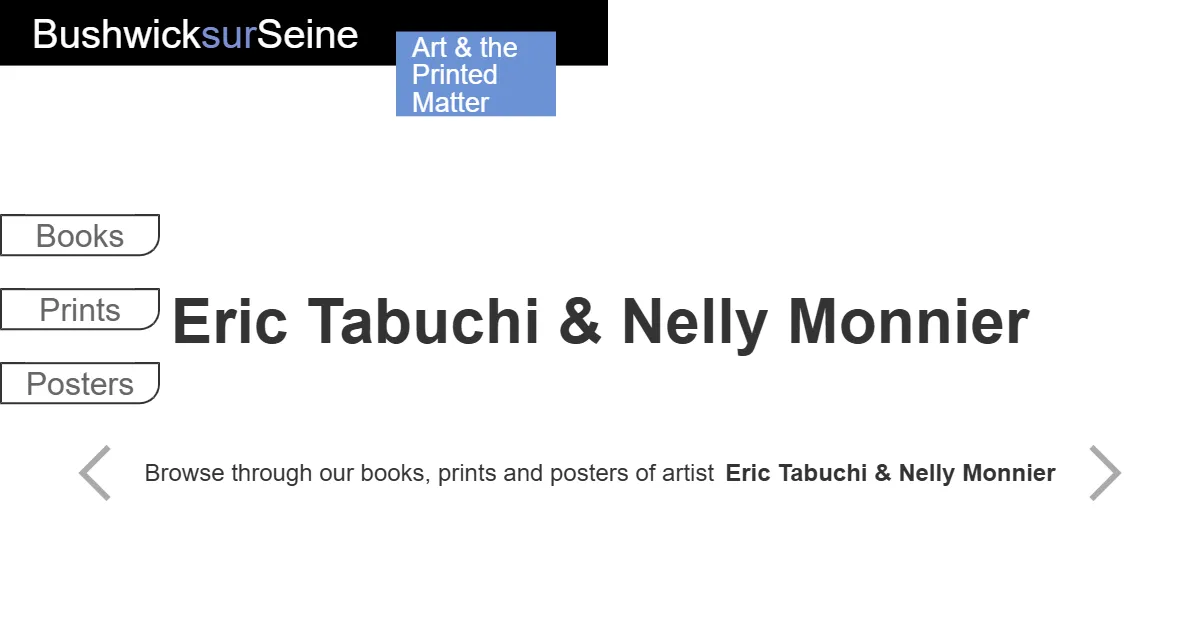 BushwicksurSeine
Art & the
Printed
Matter
Books
Prints
Eric Tabuchi & Nelly Monnier
Posters
Browse through our books, prints and posters of artist Eric Tabuchi & Nelly Monnier